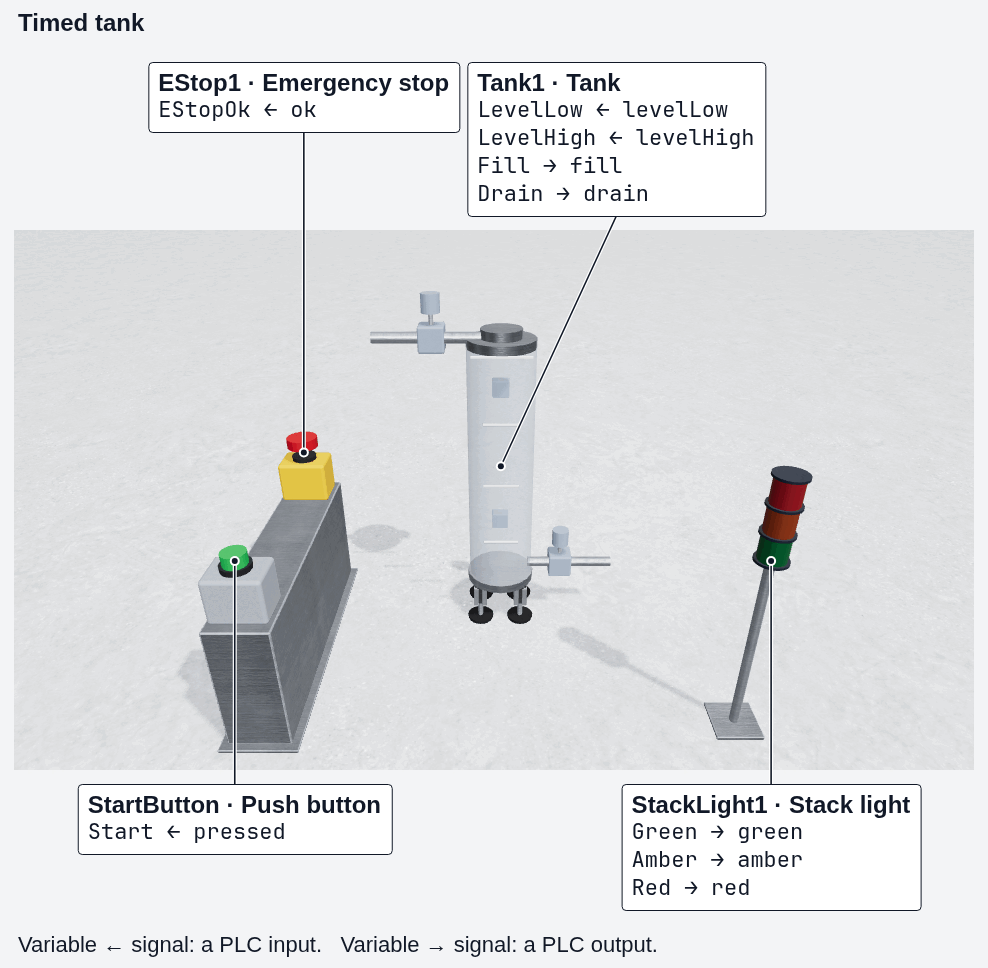 Timed tank
EStop1 · Emergency stop
EStopOk ← ok
Tank1 · Tank
LevelLow ← levelLow
LevelHigh ← levelHigh
Fill → fill
Drain → drain
StartButton · Push button
Start ← pressed
StackLight1 · Stack light
Green → green
Amber → amber
Red → red
Variable ← signal: a PLC input. Variable → signal: a PLC output.